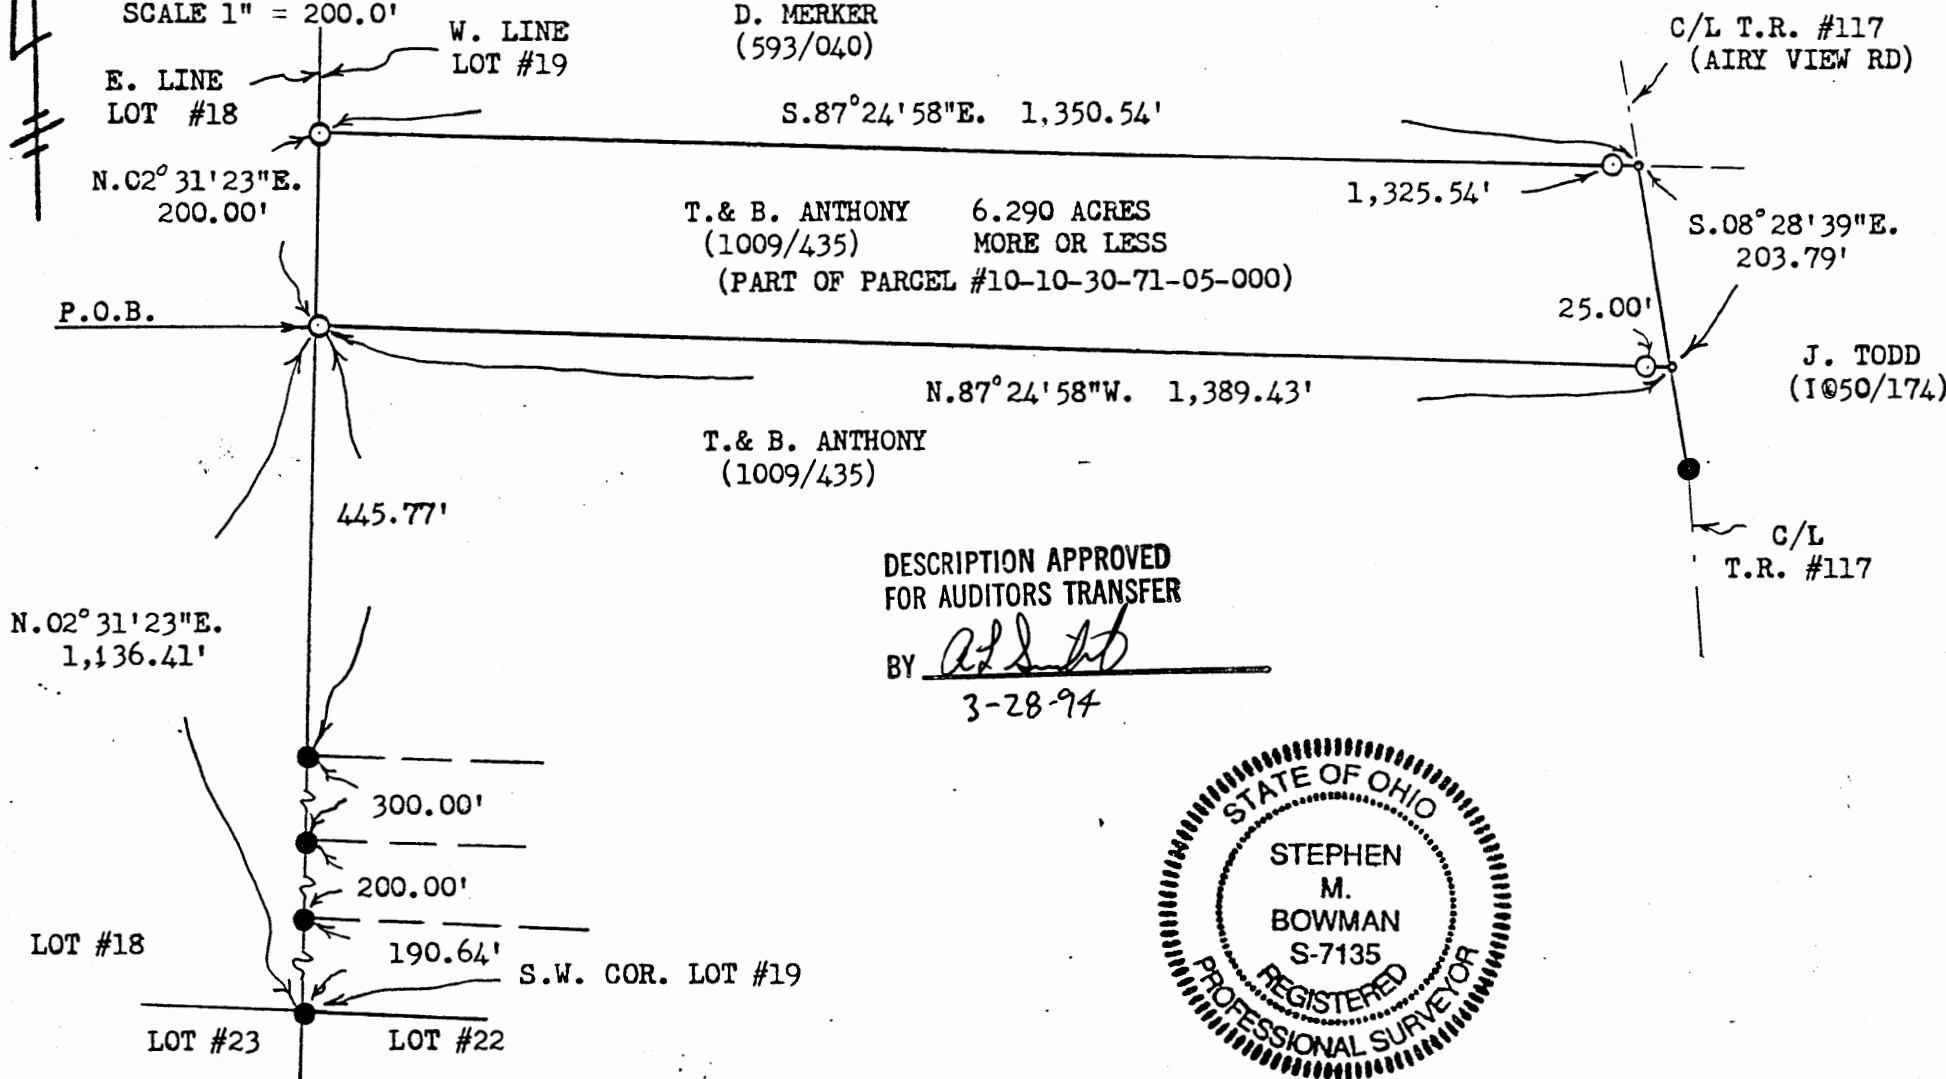 SCALE 1" = 200.0'
D. MERKER
(593/040)
W. LINE
LOT #19
C/L T.R. #117
(AIRY VIEW RD)
E. LINE
LOT #18
S.87°24'58"E. 1,350.54'
N.02°31'23"E.
200.00'
1,325.54'
T.& B. ANTHONY 6.290 ACRES
(1009/435) MORE OR LESS
(PART OF PARCEL #10-10-30-71-05-000)
S.08°28'39"E.
203.79'
P.O.B.
25.00'
J. TODD
(1050/174)
N.87°24'58"W. 1,389.43'
T.& B. ANTHONY
(1009/435)
445.77'
C/L
T.R. #117
DESCRIPTION APPROVED
FOR AUDITORS TRANSFER
BY
3-28-94
N.02°31'23"E.
1,136.41'
300.00'
200.00'
190.64'
LOT #18
S.W. COR. LOT #19
LOT #23
LOT #22
STATE OF OHIO
STEPHEN
M.
BOWMAN
S-7135
REGISTERED
PROFESSIONAL SURVEYOR